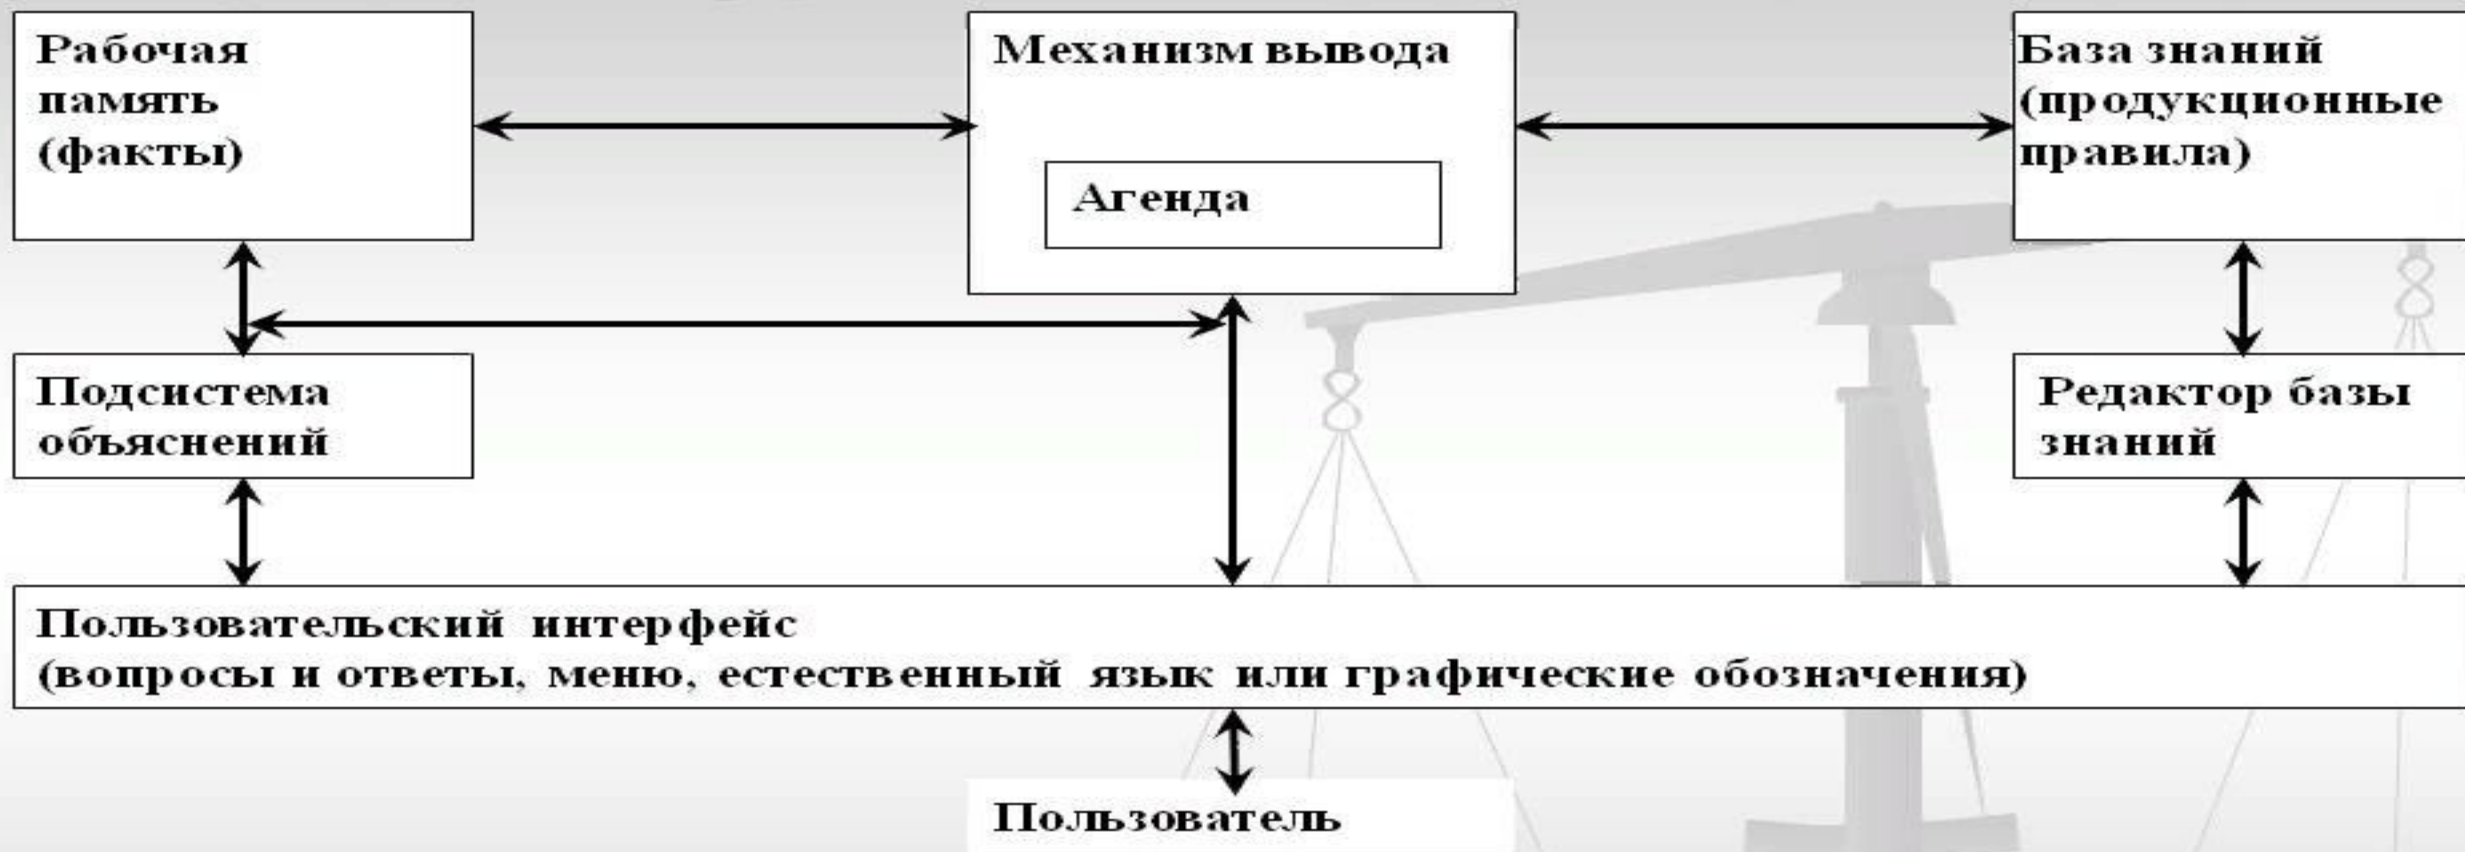 Рабочая
память
(факты)
Механизм вывода
Агенда
База знаний
(продукционные
правила)
Подсистема
объяснений
Редактор базы
знаний
Пользовательский интерфейс
(вопросы и ответы, меню, естественный язык или графические обозначения)
Пользователь